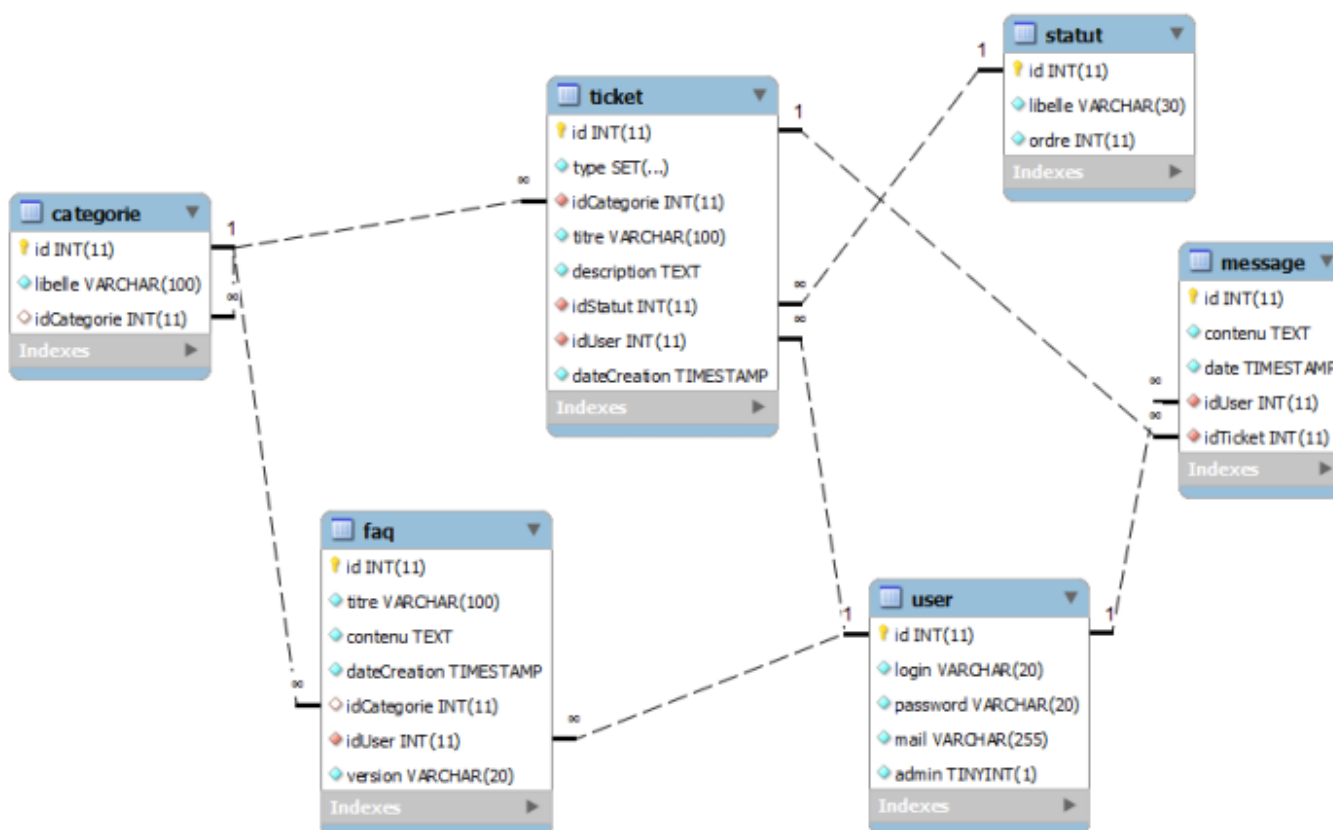 statut
id INT(11)
libelle VARCHAR(30)
ordre INT(11)
Indexes
1
ticket
id INT(11)
type SET(...)
idCategorie INT(11)
titre VARCHAR(100)
description TEXT
idStatut INT(11)
idUser INT(11)
dateCreation TIMESTAMP
Indexes
1
∞
∞
∞
categorie
id INT(11)
libelle VARCHAR(100)
idCategorie INT(11)
Indexes
1
∞
message
id INT(11)
contenu TEXT
date TIMESTAMP
idUser INT(11)
idTicket INT(11)
Indexes
∞
∞
faq
id INT(11)
titre VARCHAR(100)
contenu TEXT
dateCreation TIMESTAMP
idCategorie INT(11)
idUser INT(11)
version VARCHAR(20)
Indexes
∞
∞
user
id INT(11)
login VARCHAR(20)
password VARCHAR(20)
mail VARCHAR(255)
admin TINYINT(1)
Indexes
1
1